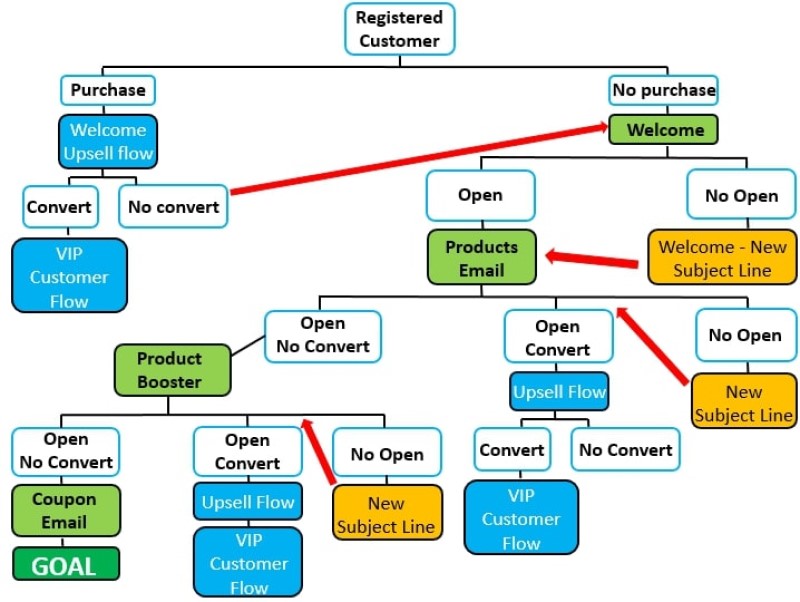 Registered
Customer
Purchase
No purchase
Welcome
Upsell flow
Welcome
Convert
No convert
Open
No Open
VIP
Customer
Flow
Products
Email
Welcome - New
Subject Line
Open
No Convert
Open
Convert
No Open
Product
Booster
Upsell Flow
New
Subject Line
Open
No Convert
Open
Convert
No Open
Convert
No Convert
Coupon
Email
Upsell Flow
New
Subject Line
VIP
Customer
Flow
GOAL
VIP
Customer
Flow